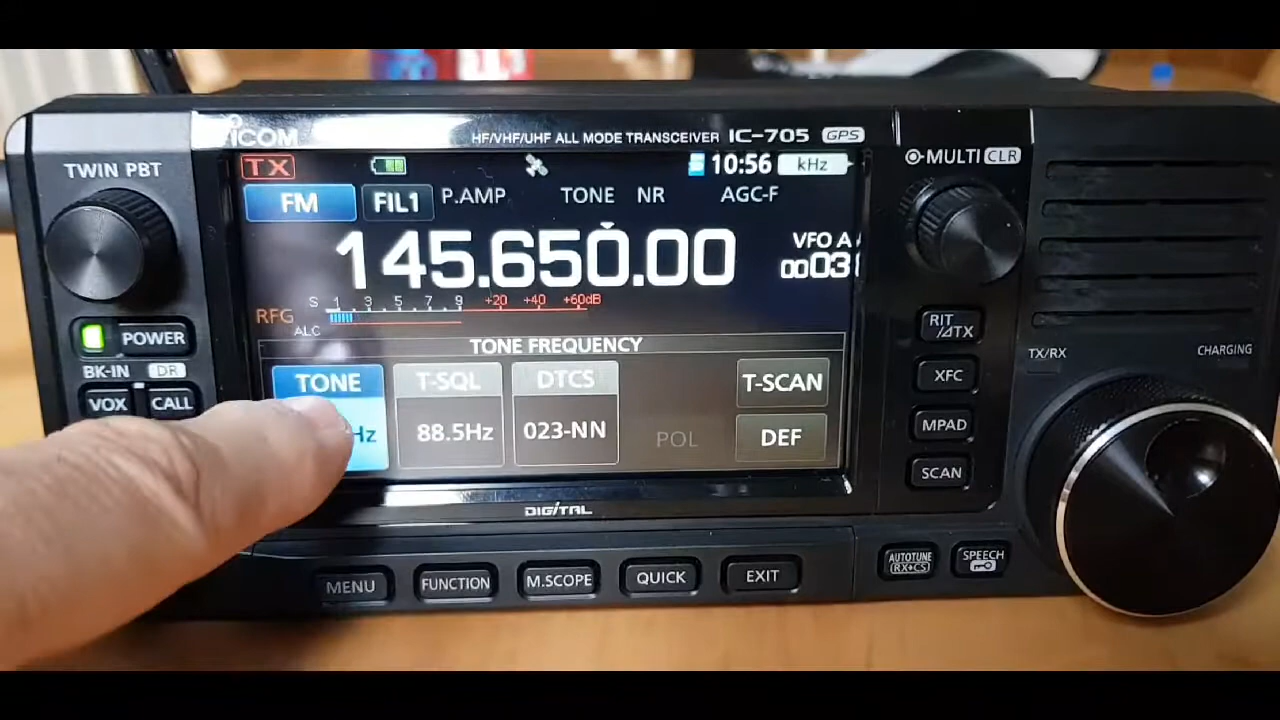 ICOM HF/VHF/UHF ALL MODE TRANSCEIVER IC-705 GPS
TWIN PBT
MULTI CLR
TX 10:56 kHz
FM FIL1 P.AMP TONE NR AGC-F
145.650.00
VFO A
0003
S 1 3 5 7 9 +20 +40 +60dB
RFG
ALC
TONE FREQUENCY
TONE T-SQL DTCS T-SCAN
Hz 88.5Hz 023-NN POL DEF
POWER
BK-IN DR
VOX CALL
RIT/ΔTX
XFC
MPAD
SCAN
TX/RX CHARGING
DIGITAL
MENU FUNCTION M.SCOPE QUICK EXIT
AUTOTUNE
RX→CS
SPEECH